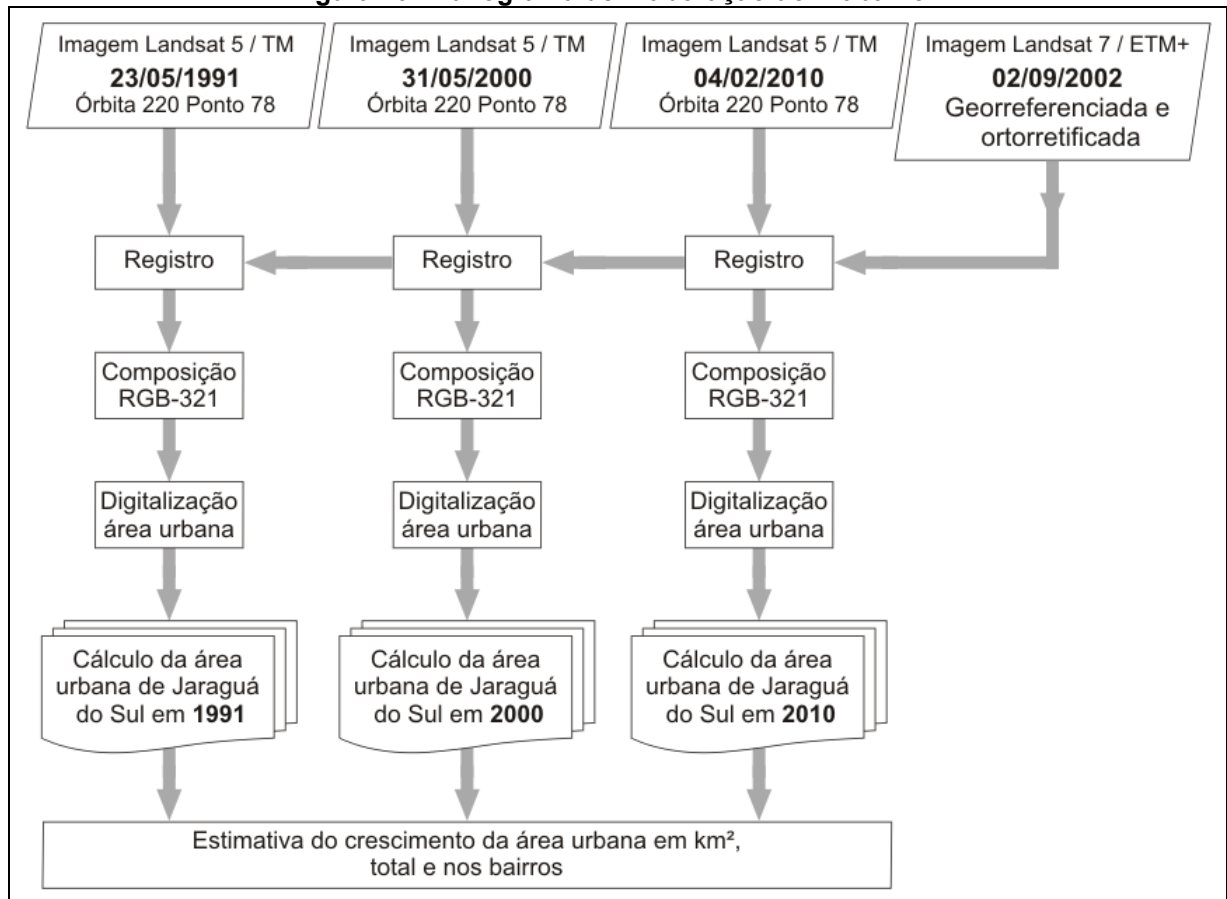 Imagem Landsat 5 / TM
23/05/1991
Órbita 220 Ponto 78
Imagem Landsat 5 / TM
31/05/2000
Órbita 220 Ponto 78
Imagem Landsat 5 / TM
04/02/2010
Órbita 220 Ponto 78
Imagem Landsat 7 / ETM+
02/09/2002
Georreferenciada e
ortorretificada
Registro
Registro
Registro
Composição
RGB-321
Composição
RGB-321
Composição
RGB-321
Digitalização
área urbana
Digitalização
área urbana
Digitalização
área urbana
Cálculo da área
urbana de Jaraguá
do Sul em 1991
Cálculo da área
urbana de Jaraguá
do Sul em 2000
Cálculo da área
urbana de Jaraguá
do Sul em 2010
Estimativa do crescimento da área urbana em km²,
total e nos bairros